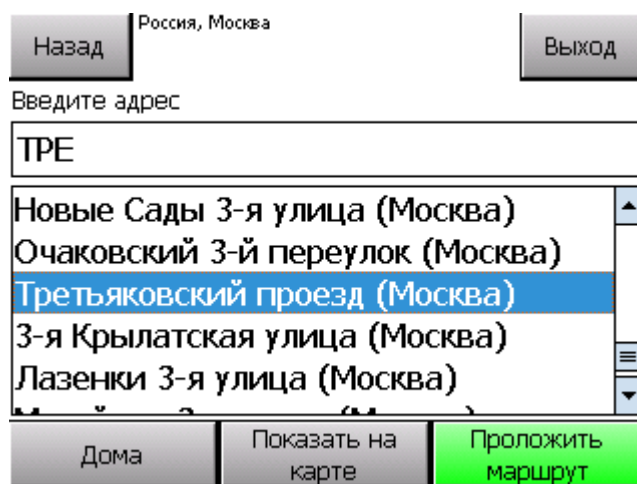 Назад
Россия, Москва
Выход
Введите адрес
ТРЕ
Новые Сады 3-я улица (Москва)
Очаковский 3-й переулок (Москва)
Третьяковский проезд (Москва)
3-я Крылатская улица (Москва)
Лазенки 3-я улица (Москва)
Дома
Показать на
карте
Проложить
маршрут